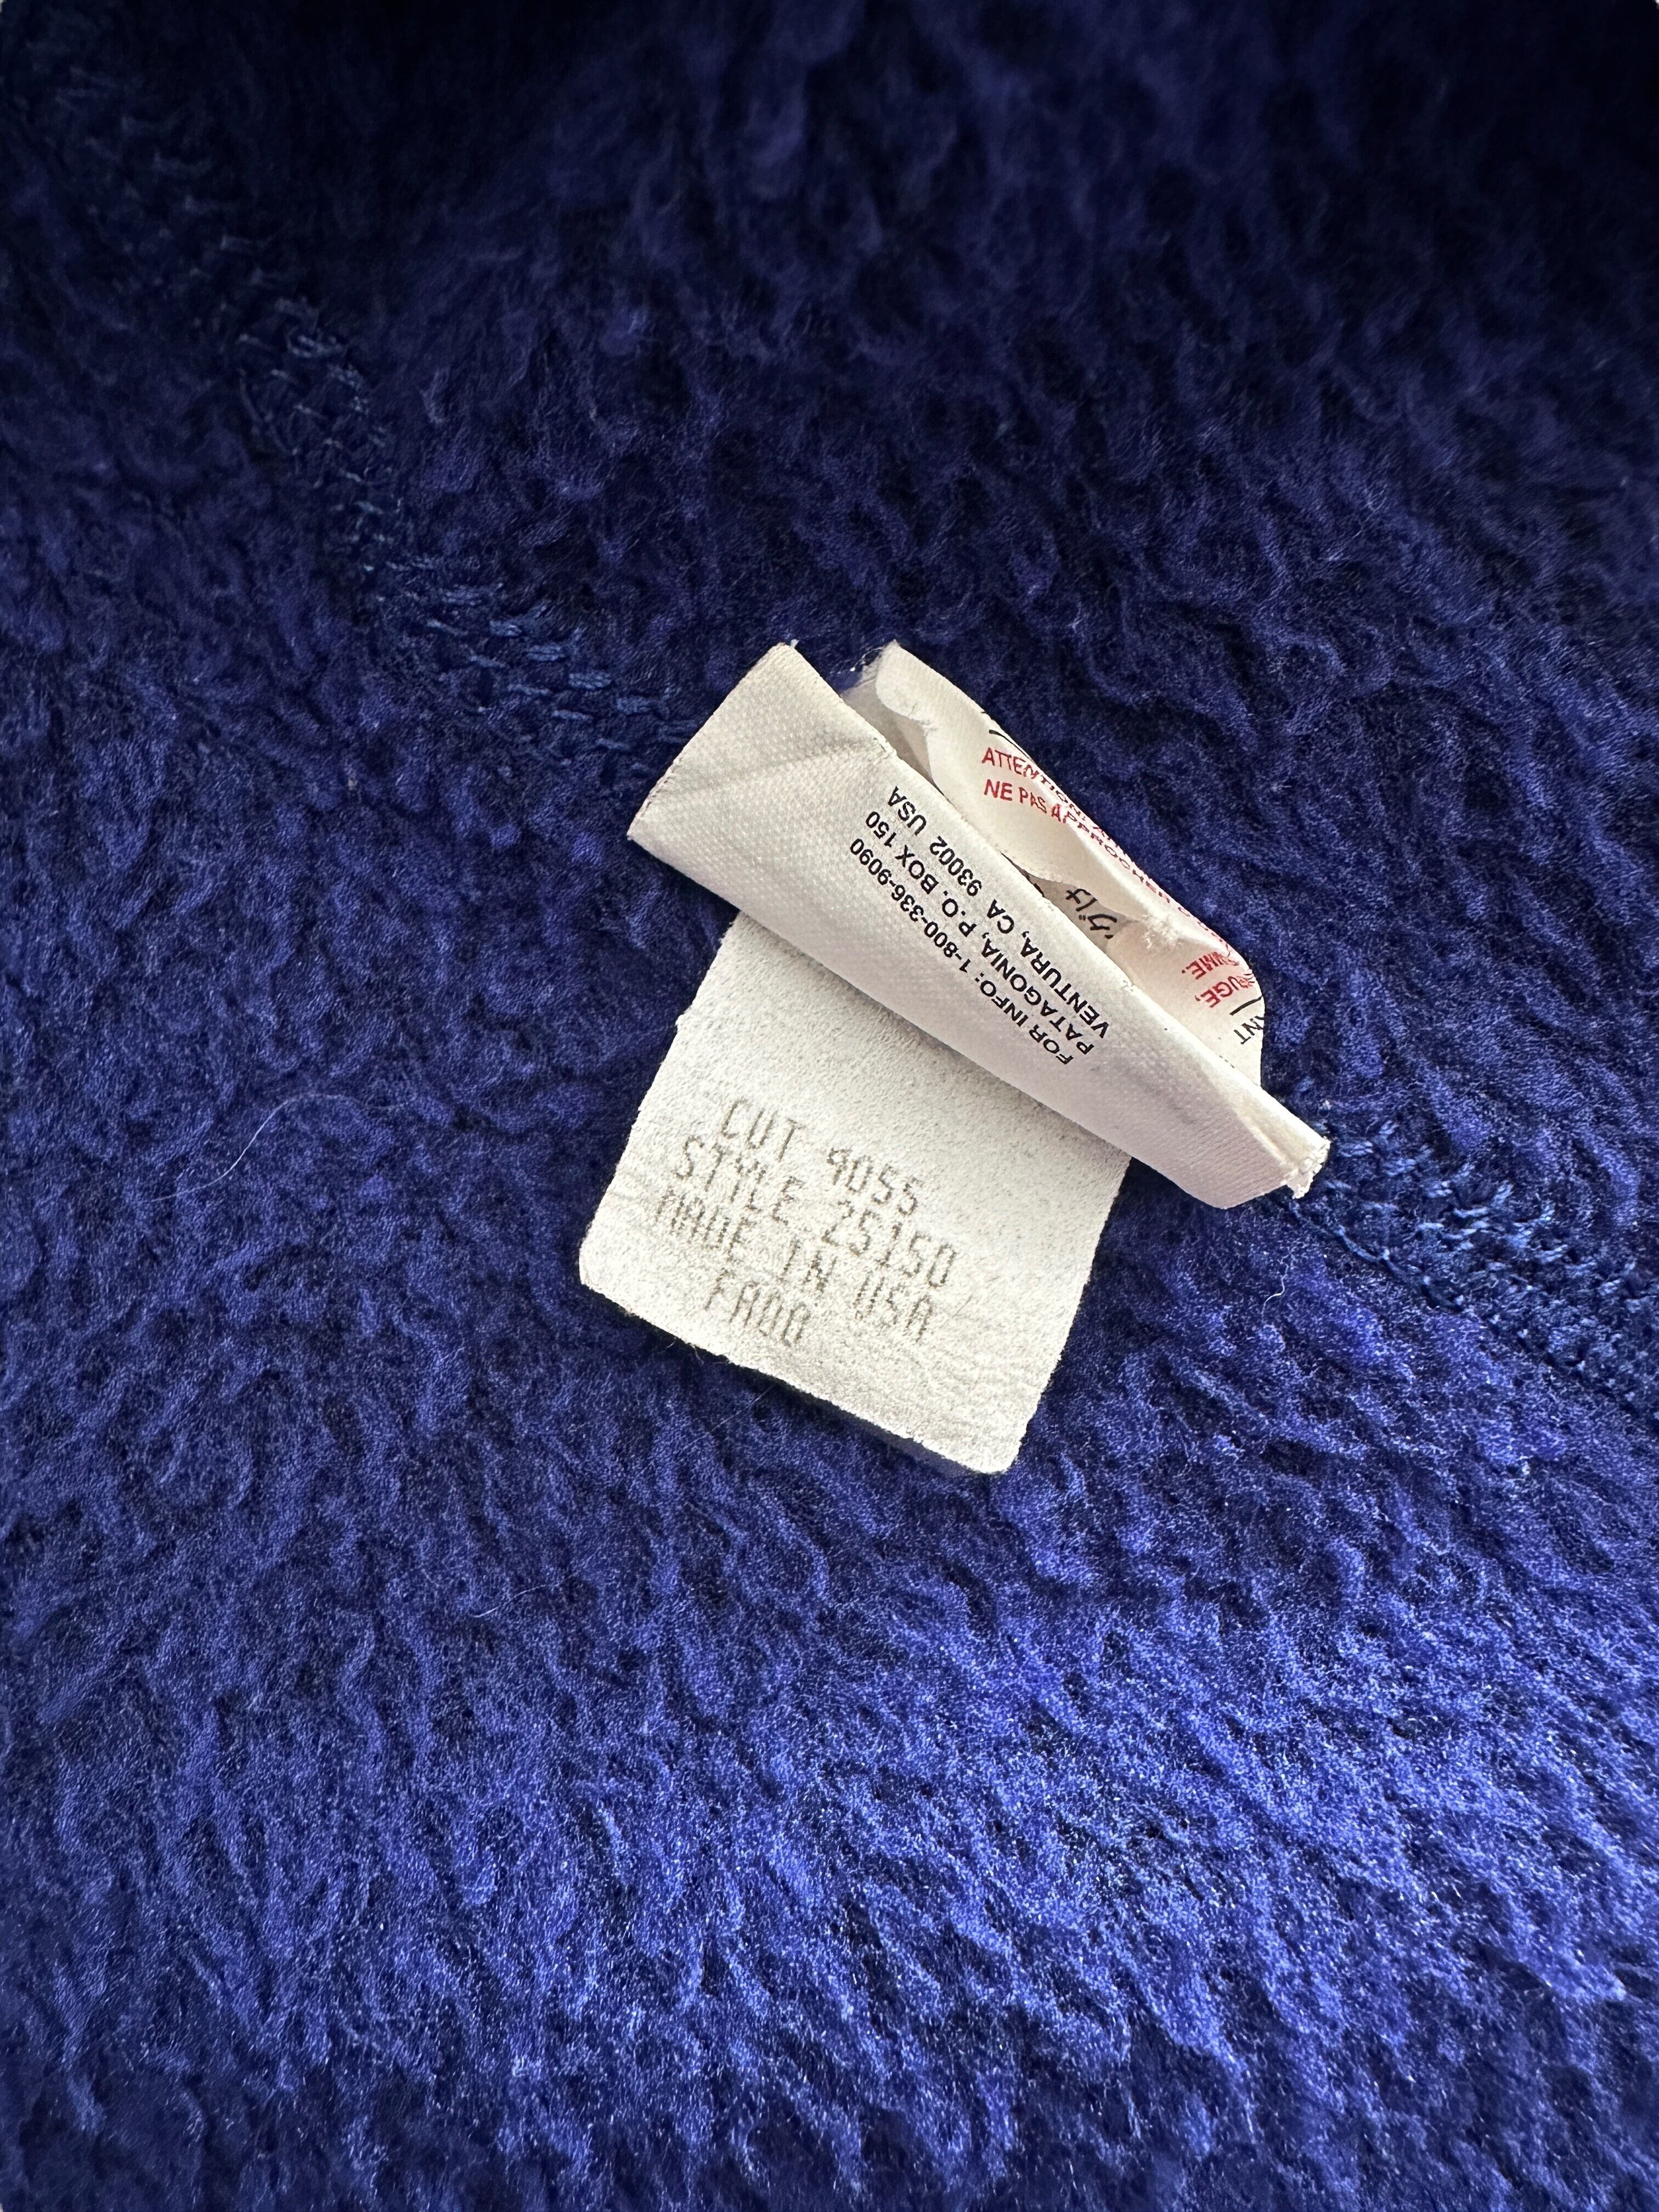 ATTENTION:
NE PAS APPROCHER
FOR INFO: 1-800-336-9090
PATAGONIA, P.O. BOX 150
VENTURA, CA 93002 USA
CUT 9055
STYLE 25150
MADE IN USA
FA00